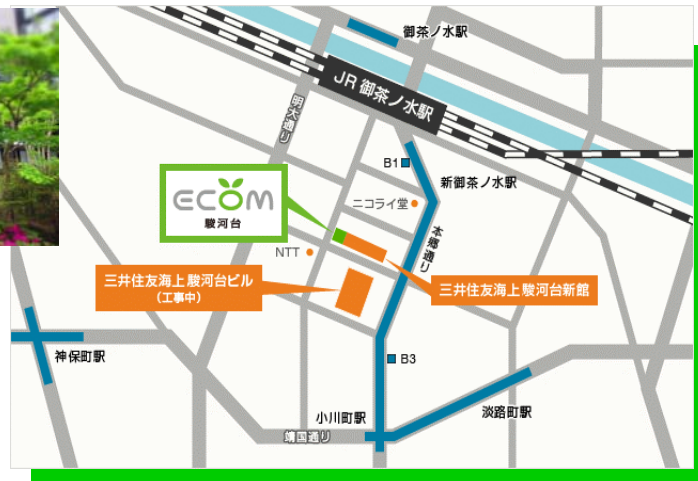 御茶ノ水駅
JR 御茶ノ水駅
明大通り
B1
新御茶ノ水駅
ecom
駿河台
ニコライ堂
本郷通り
NTT
三井住友海上駿河台ビル
(工事中)
三井住友海上駿河台新館
神保町駅
B3
小川町駅
淡路町駅
靖国通り